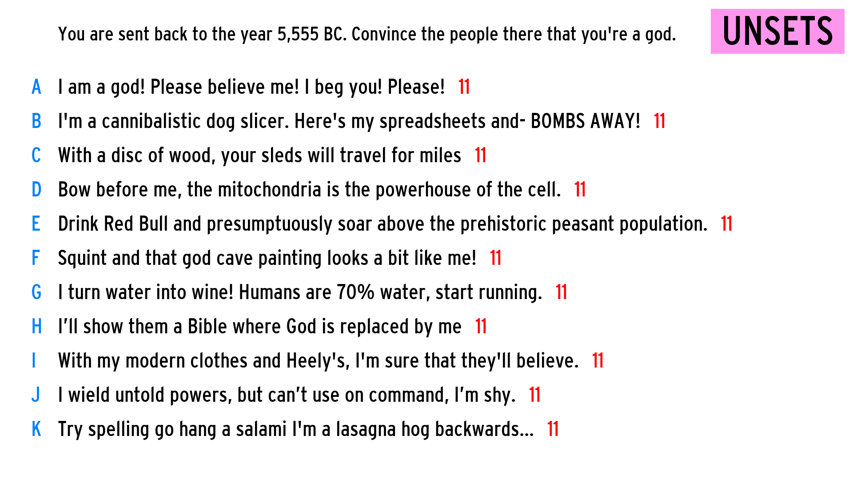 You are sent back to the year 5,555 BC. Convince the people there that you're a god.
UNSETS
A I am a god! Please believe me! I beg you! Please! 11
B I'm a cannibalistic dog slicer. Here's my spreadsheets and- BOMBS AWAY! 11
C With a disc of wood, your sleds will travel for miles 11
D Bow before me, the mitochondria is the powerhouse of the cell. 11
E Drink Red Bull and presumptuously soar above the prehistoric peasant population. 11
F Squint and that god cave painting looks a bit like me! 11
G I turn water into wine! Humans are 70% water, start running. 11
H I’ll show them a Bible where God is replaced by me 11
I With my modern clothes and Heely's, I'm sure that they'll believe. 11
J I wield untold powers, but can’t use on command, I’m shy. 11
K Try spelling go hang a salami I'm a lasagna hog backwards... 11